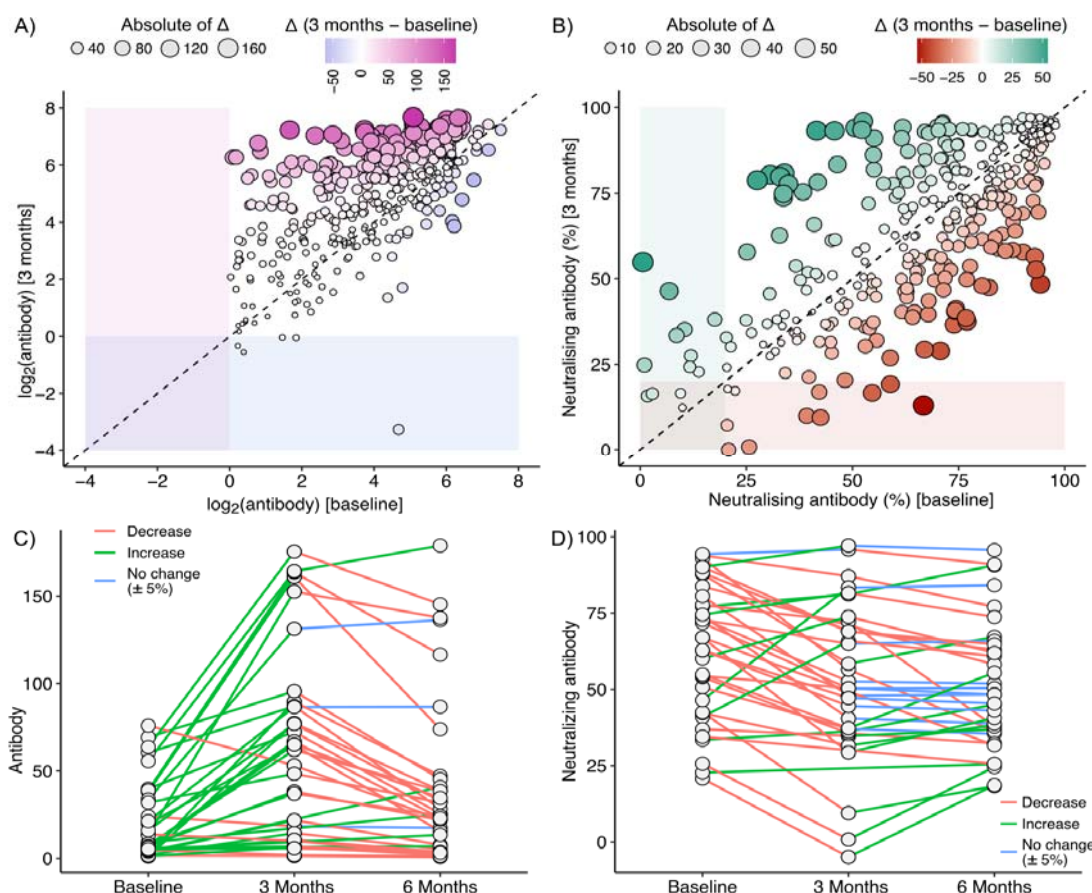 A)
Absolute of Δ
40 80 120 160
Δ (3 months − baseline)
−50 0 50 100 150
log2(antibody) [3 months]
8
6
4
2
0
−2
−4
−4 −2 0 2 4 6 8
log2(antibody) [baseline]
B)
Absolute of Δ
10 20 30 40 50
Δ (3 months − baseline)
−50 −25 0 25 50
Neutralising antibody (%) [3 months]
100
75
50
25
0
0 25 50 75 100
Neutralising antibody (%) [baseline]
C)
Decrease
Increase
No change
(± 5%)
Antibody
150
100
50
0
Baseline 3 Months 6 Months
D)
Neutralizing antibody
100
75
50
25
0
Decrease
Increase
No change
(± 5%)
Baseline 3 Months 6 Months